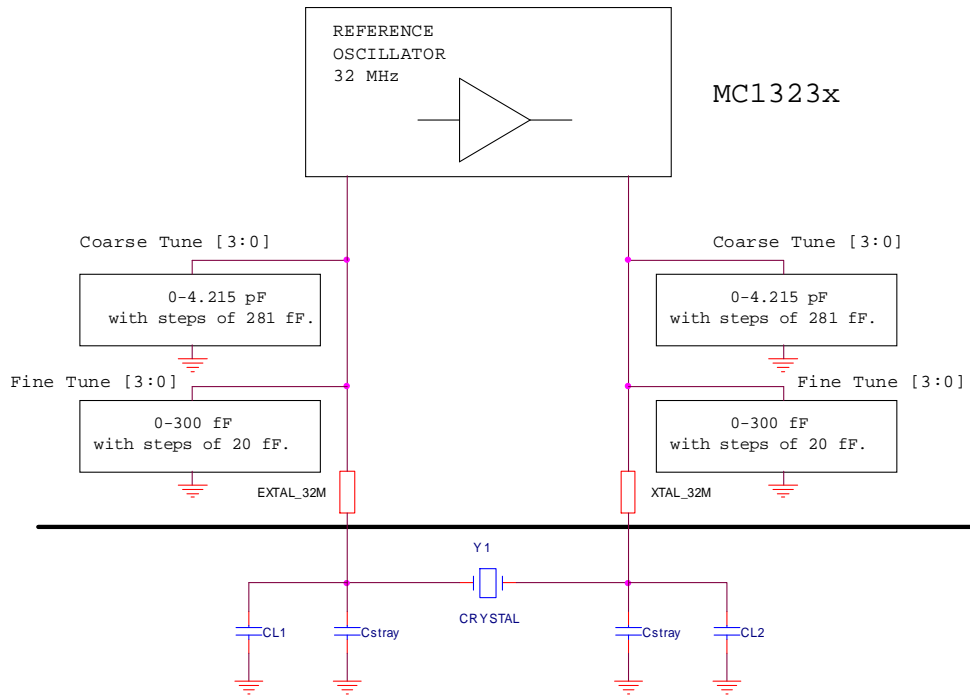 REFERENCE
OSCILLATOR
32 MHz
MC1323x
Coarse Tune [3:0]
Coarse Tune [3:0]
0-4.215 pF
with steps of 281 fF.
0-4.215 pF
with steps of 281 fF.
Fine Tune [3:0]
Fine Tune [3:0]
0-300 fF
with steps of 20 fF.
0-300 fF
with steps of 20 fF.
EXTAL_32M
XTAL_32M
Y1
CRYSTAL
CL1
Cstray
Cstray
CL2